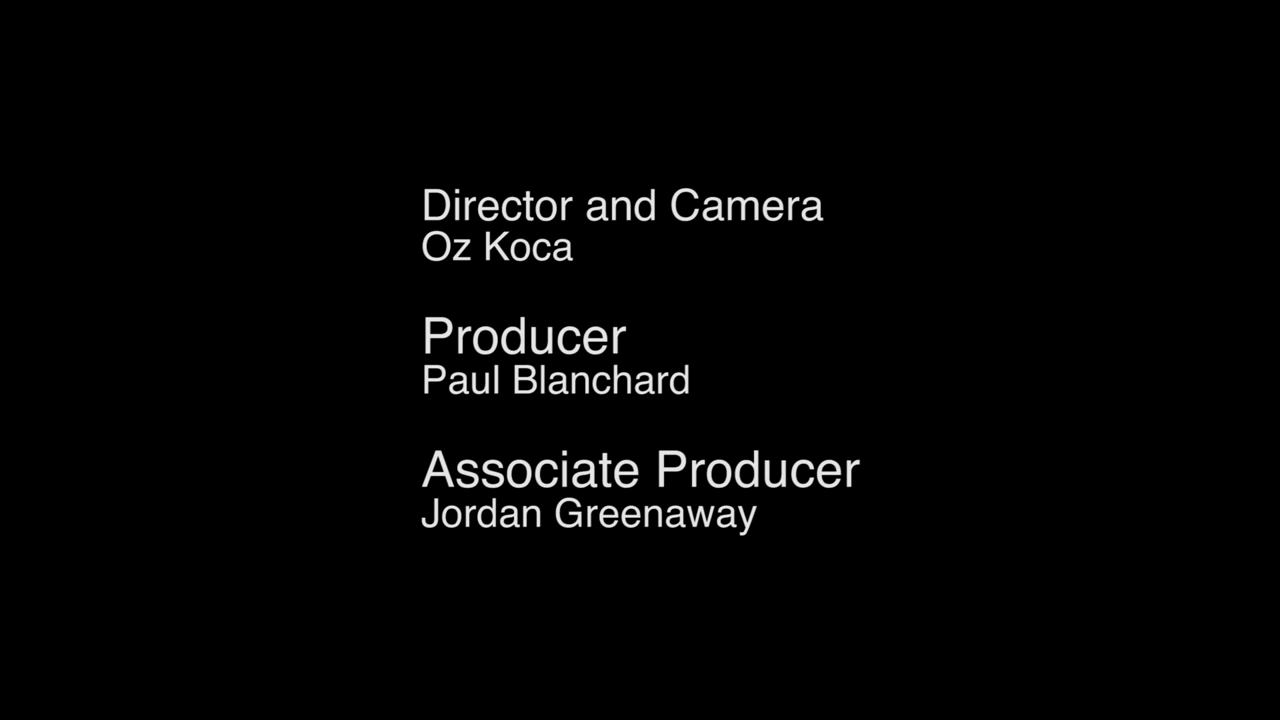 Director and Camera
Oz Koca
Producer
Paul Blanchard
Associate Producer
Jordan Greenaway